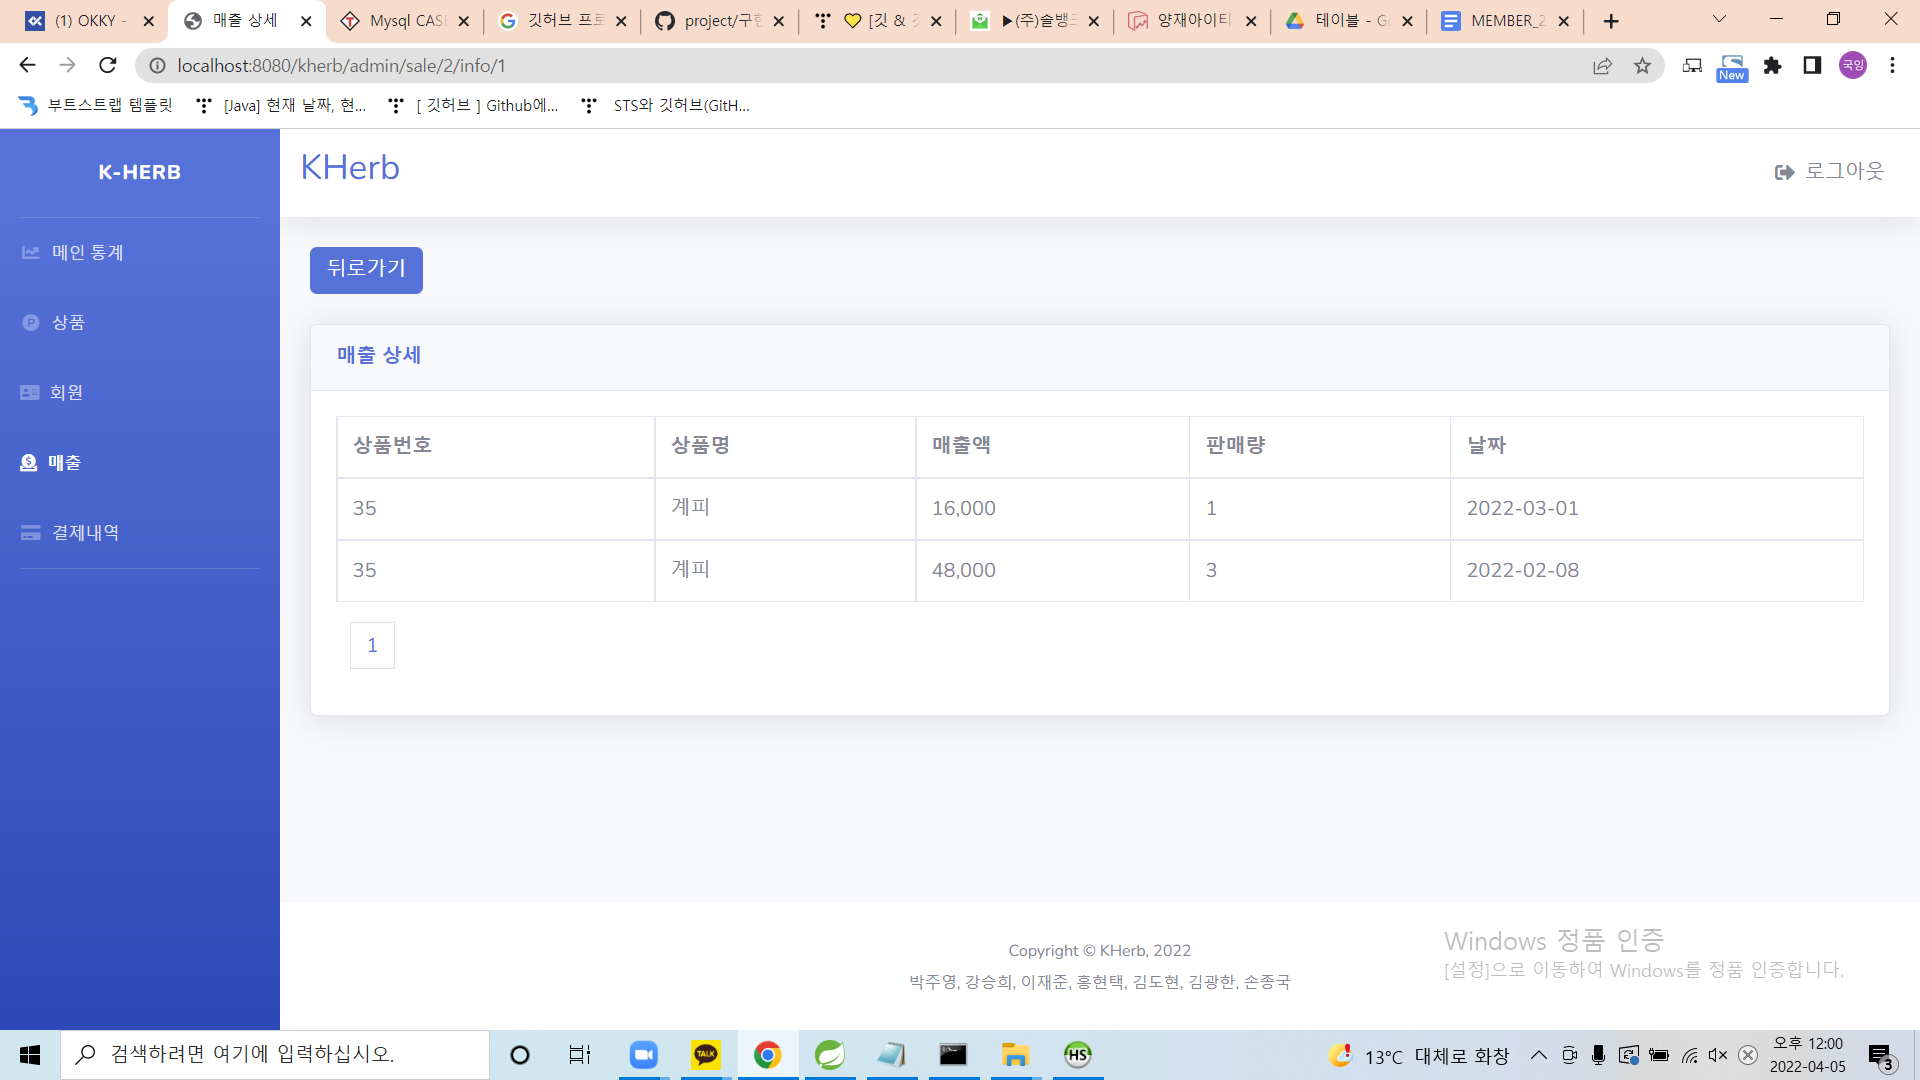 (1) OKKY -
매출 상세
Mysql CAS
깃허브 프로
project/구현
[깃 & 깃
▶(주)솔뱅크
양재아이티
테이블 - Go
MEMBER_2
localhost:8080/kherb/admin/sale/2/info/1
New
국잉
부트스트랩 템플릿
[Java] 현재 날짜, 현...
[ 깃허브 ] Github에...
STS와 깃허브(GitH...
K-HERB
KHerb
로그아웃
메인 통계
상품
회원
매출
결제내역
뒤로가기
매출 상세
상품번호 상품명 매출액 판매량 날짜
35 계피 16,000 1 2022-03-01
35 계피 48,000 3 2022-02-08
1
Copyright © KHerb, 2022
박주영, 강승희, 이재준, 홍현택, 김도현, 김광한, 손종국
Windows 정품 인증
[설정]으로 이동하여 Windows를 정품 인증합니다.
검색하려면 여기에 입력하십시오.
TALK
HS
13°C 대체로 화창
오후 12:00
2022-04-05
3